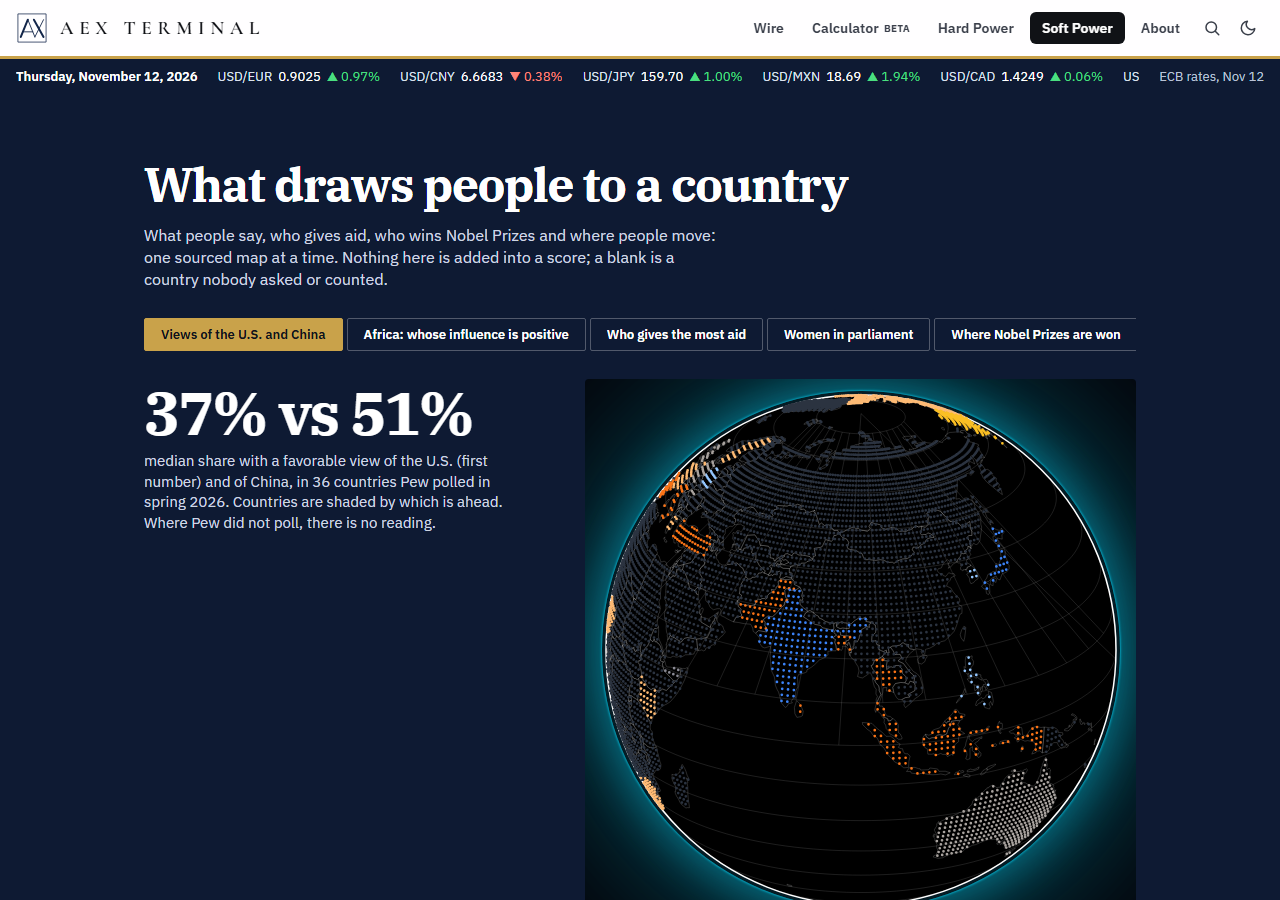 AX AEX TERMINAL
Wire Calculator BETA Hard Power Soft Power About
Thursday, November 12, 2026 USD/EUR 0.9025 ▲ 0.97% USD/CNY 6.6683 ▼ 0.38% USD/JPY 159.70 ▲ 1.00% USD/MXN 18.69 ▲ 1.94% USD/CAD 1.4249 ▲ 0.06% US ECB rates, Nov 12
What draws people to a country
What people say, who gives aid, who wins Nobel Prizes and where people move:
one sourced map at a time. Nothing here is added into a score; a blank is a
country nobody asked or counted.
Views of the U.S. and China
Africa: whose influence is positive
Who gives the most aid
Women in parliament
Where Nobel Prizes are won
37% vs 51%
median share with a favorable view of the U.S. (first
number) and of China, in 36 countries Pew polled in
spring 2026. Countries are shaded by which is ahead.
Where Pew did not poll, there is no reading.